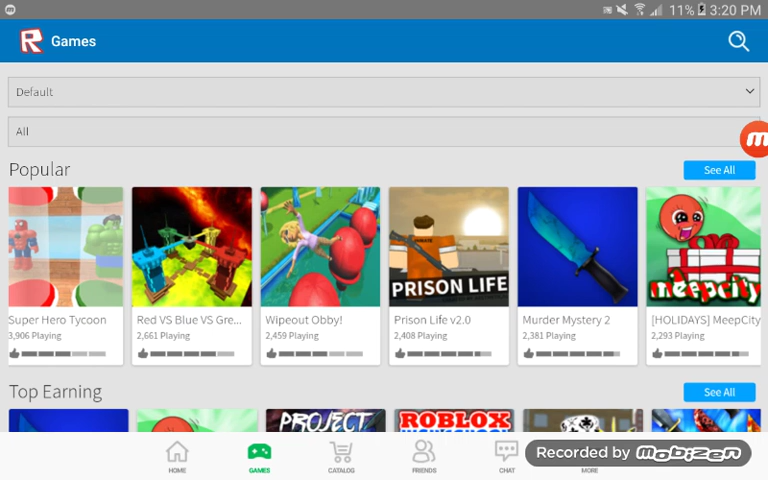 11% 3:20 PM
R Games
Default
All
m
Popular
See All
PRISON LIFE
meepcity
Super Hero Tycoon
Red VS Blue VS Gre...
Wipeout Obby!
Prison Life v2.0
Murder Mystery 2
[HOLIDAYS] MeepCity
3,906 Playing
2,661 Playing
2,459 Playing
2,408 Playing
2,381 Playing
2,293 Playing
Top Earning
See All
PROJECT
ROBLOX
HOME
GAMES
CATALOG
FRIENDS
CHAT
MORE
Recorded by mobizen